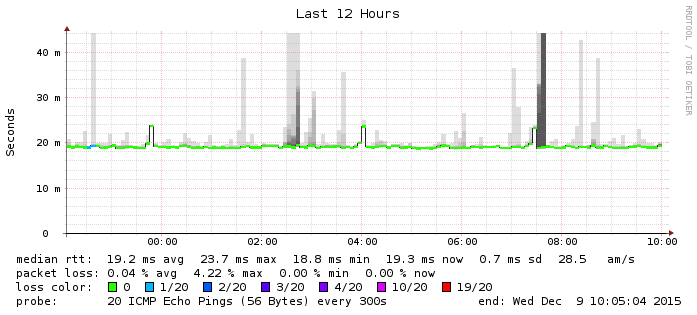 Last 12 Hours
RRDTOOL / TOBI OETIKER
Seconds
40 m
30 m
20 m
10 m
0
00:00 02:00 04:00 06:00 08:00 10:00
median rtt: 19.2 ms avg 23.7 ms max 18.8 ms min 19.3 ms now 0.7 ms sd 28.5 am/s
packet loss: 0.04 % avg 4.22 % max 0.00 % min 0.00 % now
loss color: 0 1/20 2/20 3/20 4/20 10/20 19/20
probe: 20 ICMP Echo Pings (56 Bytes) every 300s end: Wed Dec 9 10:05:04 2015